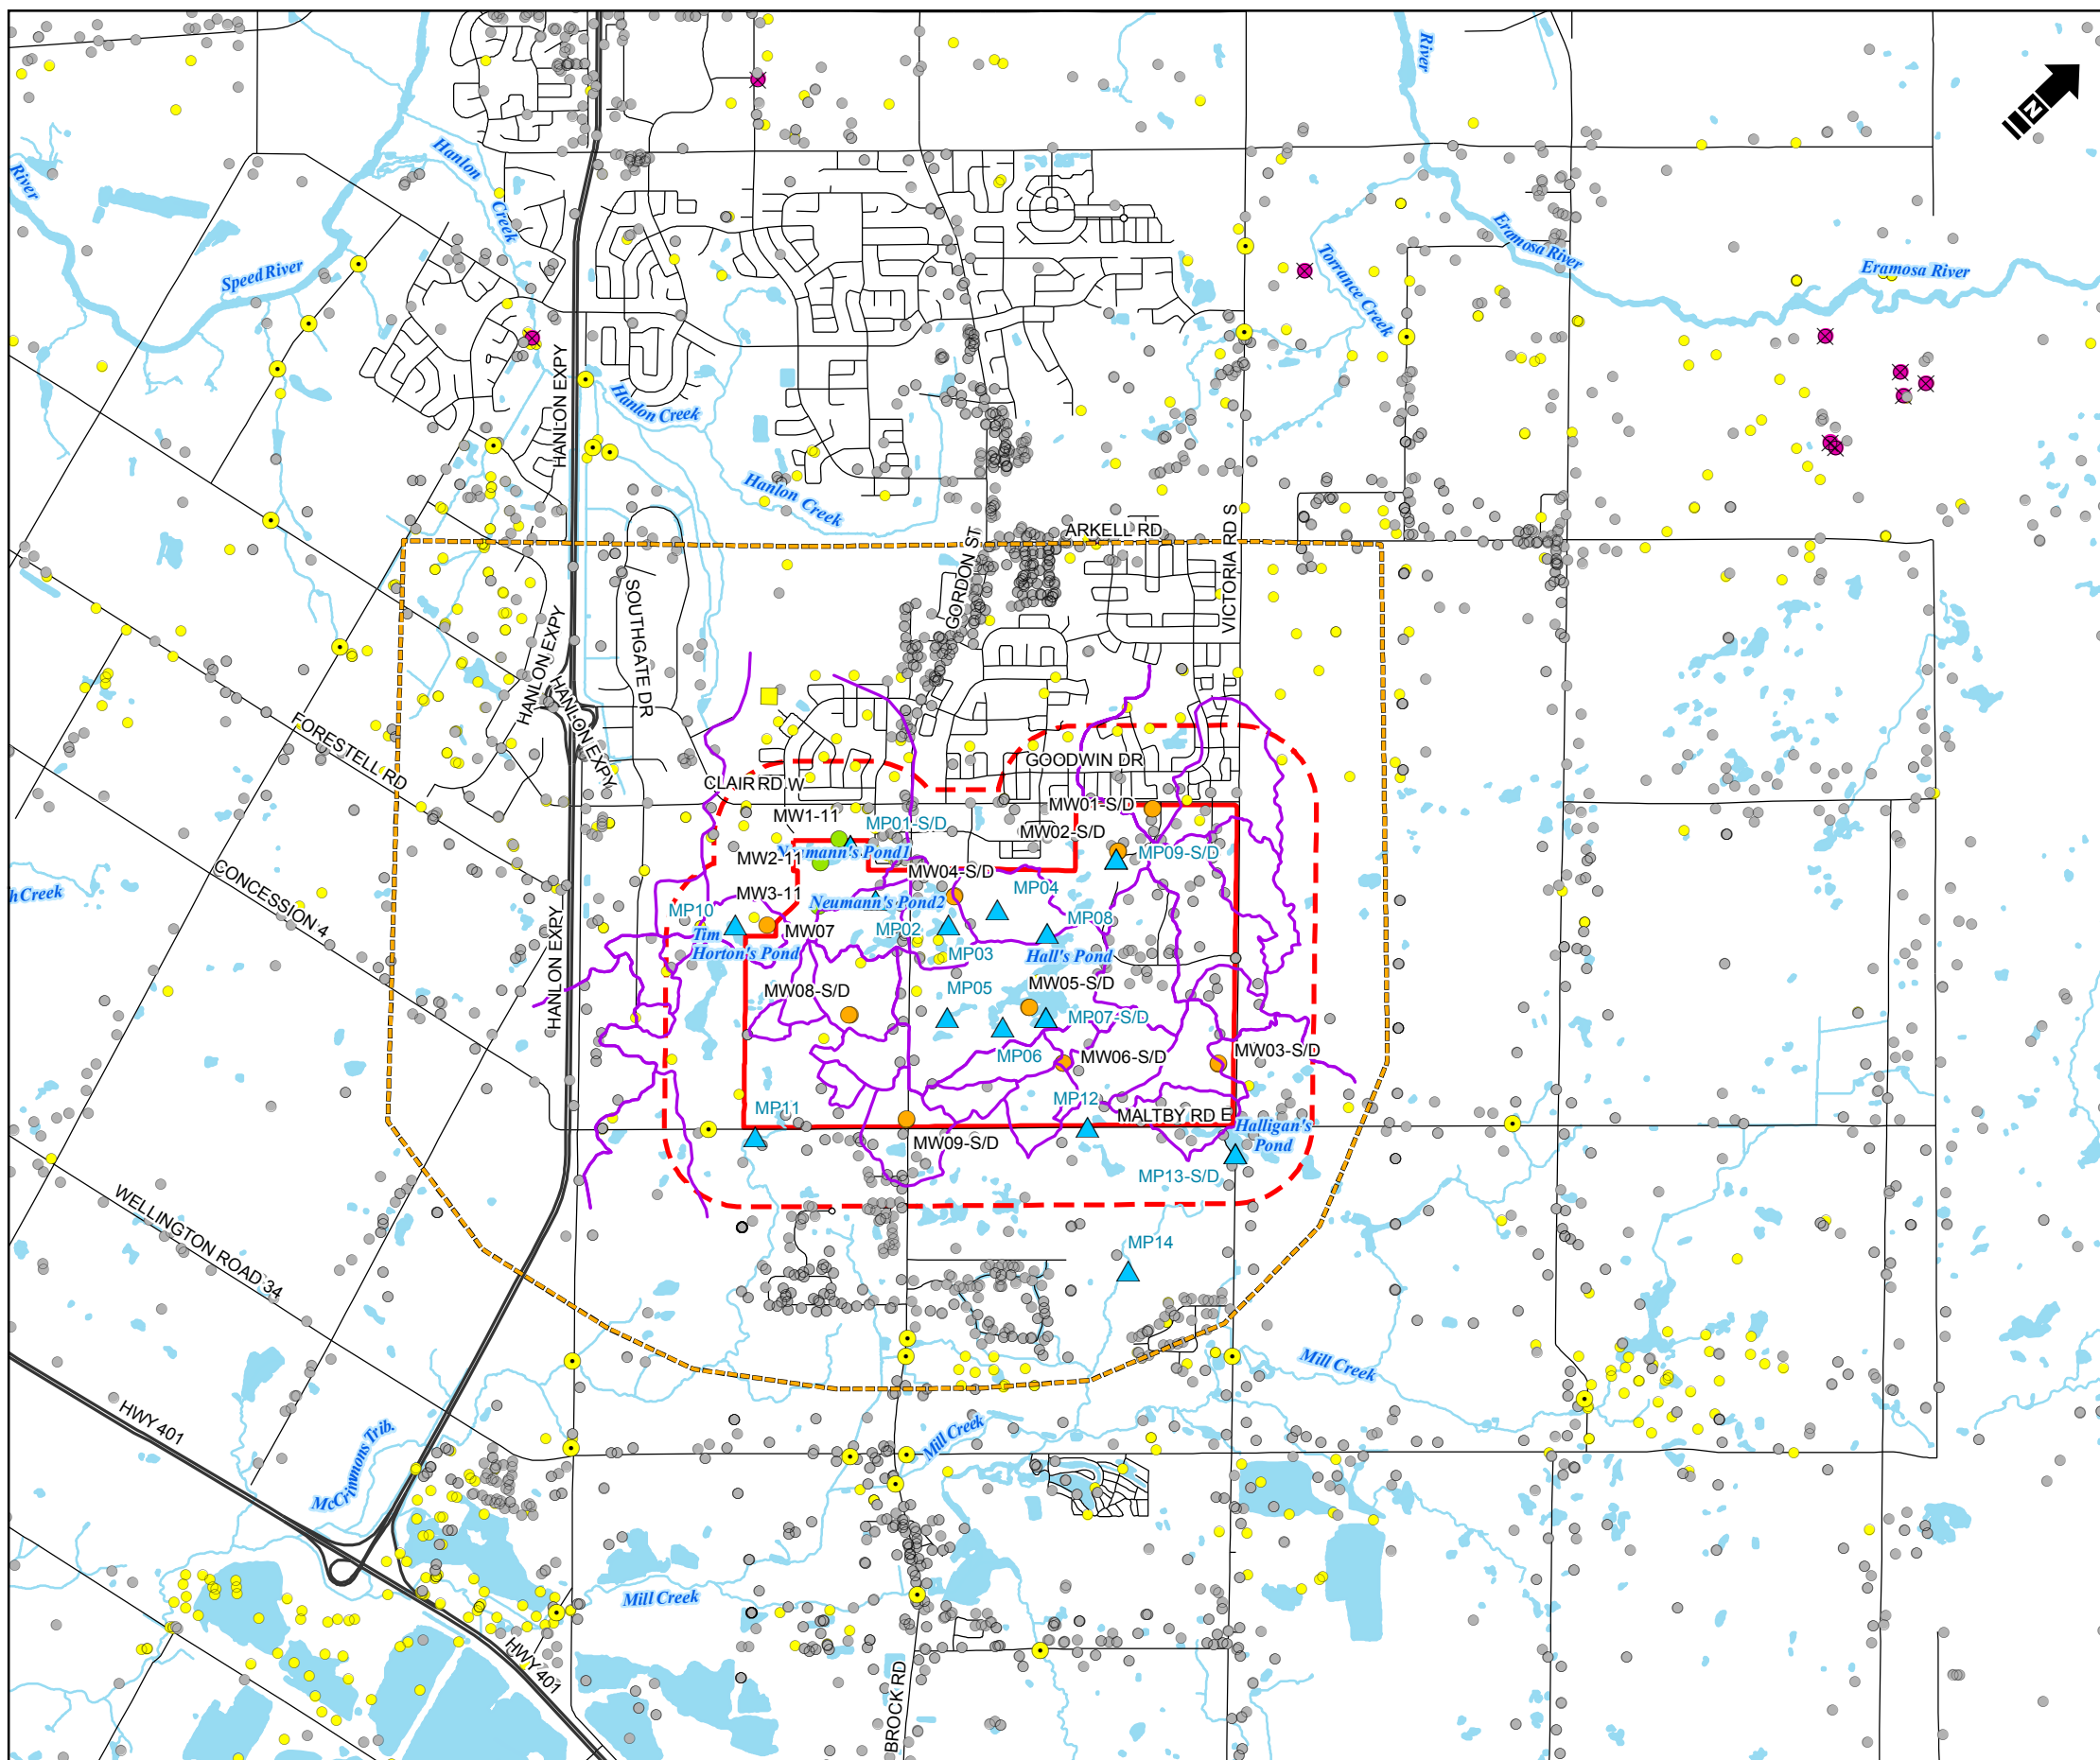 River
River
N
Hanlon
Creek
Speed River
Torrance Creek
Eramosa River
Eramosa River
HANLON EXPY
Hanlon Creek
Hanlon Creek
ARKELL RD
GORDON ST
VICTORIA RD S
SOUTHGATE DR
HANLON EXPY
HANLON EXPY
FORESTELL RD
GOODWIN DR
CLAIR RD W
MW01-S/D
MW1-11
MP01-S/D
MW02-S/D
Neumann's Pond1
MW2-11
MP09-S/D
MW04-S/D
CONCESSION 4
h Creek
MW3-11
MP04
Neumann's Pond2
MP10
MP08
MW07
MP02
Tim
Horton's Pond
MP03
Hall's Pond
HANLON EXPY
MW08-S/D
MP05
MW05-S/D
MP07-S/D
MP06
MW06-S/D
MW03-S/D
MP12
MP11
MALTBY RD E
Halligan's
Pond
MW09-S/D
MP13-S/D
WELLINGTON ROAD 34
MP14
Mill Creek
HWY 401
McCrimmons Trib.
Mill Creek
Mill Creek
HWY 401
BROCK RD